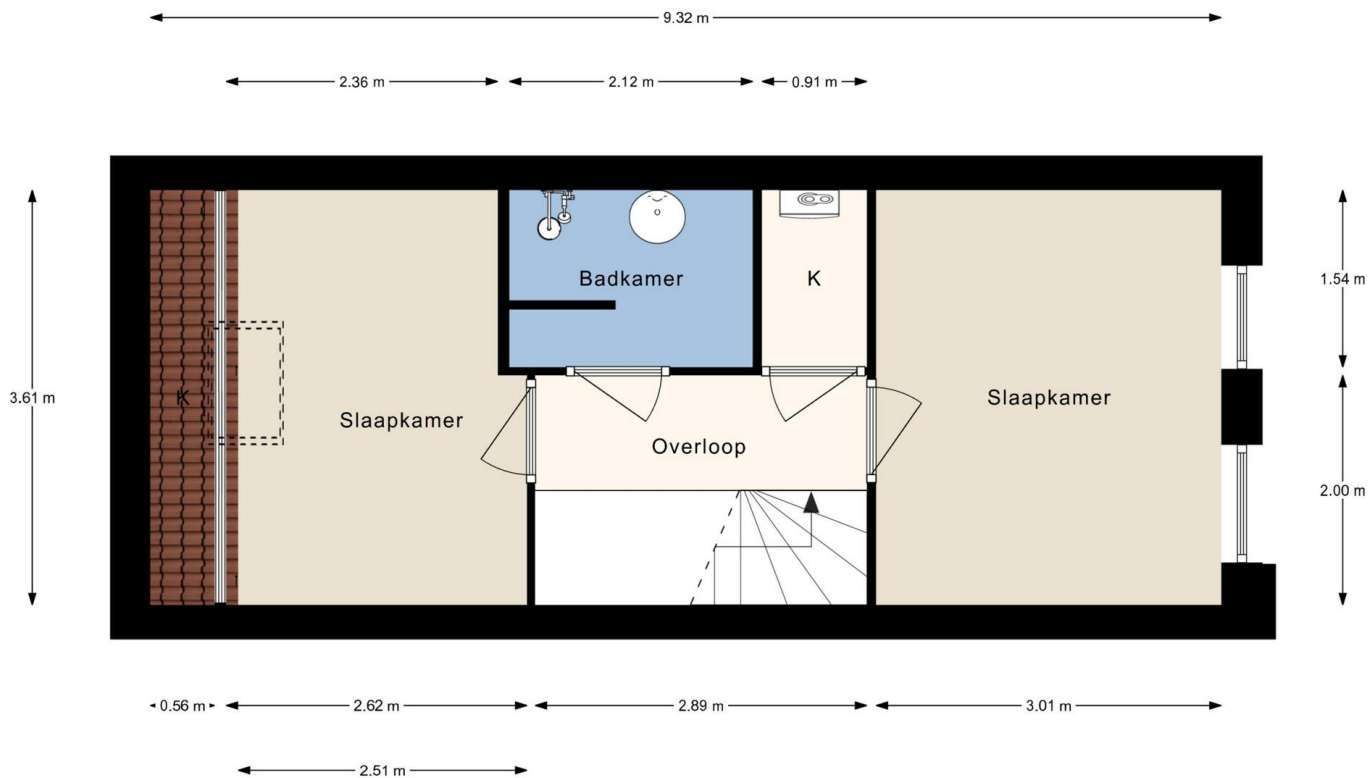 9.32 m
2.36 m
2.12 m
0.91 m
Badkamer
K
1.54 m
3.61 m
K
Slaapkamer
Slaapkamer
Overloop
2.00 m
0.56 m
2.62 m
2.89 m
3.01 m
2.51 m